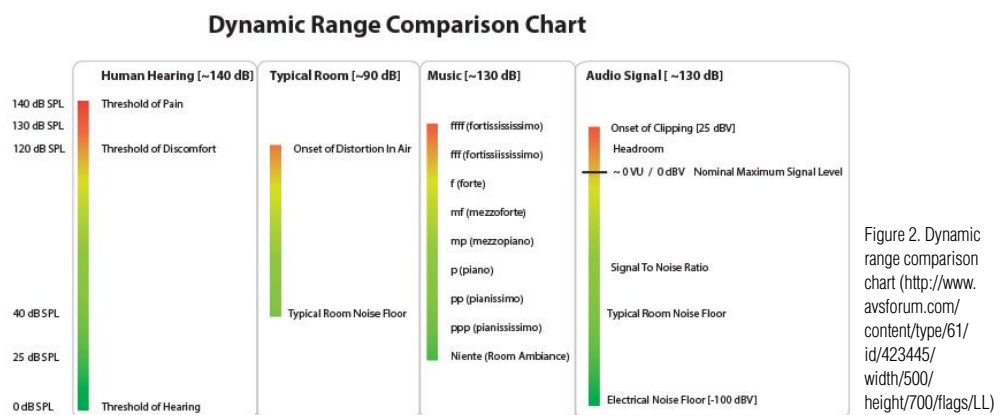 Dynamic Range Comparison Chart
Human Hearing [~140 dB]
Typical Room [~90 dB]
Music [~130 dB]
Audio Signal [ ~130 dB]
140 dB SPL
130 dB SPL
120 dB SPL
40 dB SPL
25 dB SPL
0 dB SPL
Threshold of Pain
Threshold of Discomfort
Threshold of Hearing
Onset of Distortion In Air
Typical Room Noise Floor
ffff (fortissississimo)
fff (fortissiississimo)
f (forte)
mf (mezzoforte)
mp (mezzopiano)
p (piano)
pp (pianissimo)
ppp (pianississimo)
Niente (Room Ambiance)
Onset of Clipping [25 dBV]
Headroom
~ 0 VU / 0 dBV Nominal Maximum Signal Level
Signal To Noise Ratio
Typical Room Noise Floor
Electrical Noise Floor [-100 dBV]
Figure 2. Dynamic
range comparison
chart (http://www.
avsforum.com/
content/type/61/
id/423445/
width/500/
height/700/flags/LL)